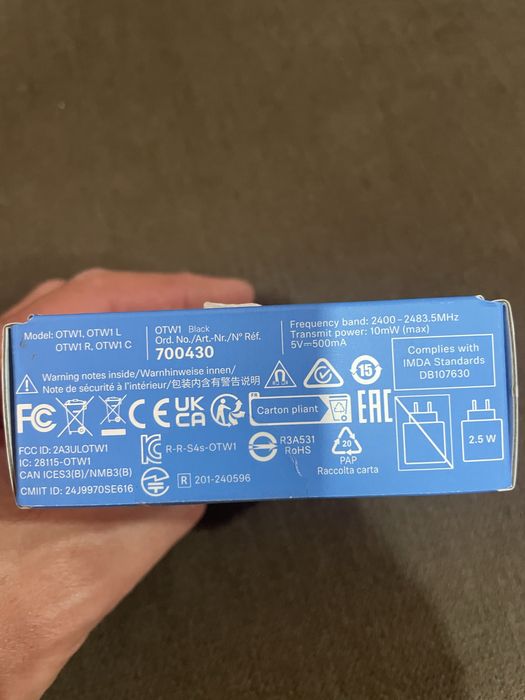 Model: OTW1, OTW1 L
OTW1 R, OTW1 C
OTW1 Black
Ord. No./Art.-Nr./N° Réf.
700430
Frequency band: 2400 – 2483.5MHz
Transmit power: 10mW (max)
5V⎓500mA
Complies with
IMDA Standards
DB107630
Warning notes inside/Warnhinweise innen/
Note de sécurité à l'intérieur/包装内含有警告说明
15
FC CE UK
CA
Carton pliant
EAC
2.5 W
FCC ID: 2A3ULOTW1
IC: 28115-OTW1
CAN ICES3(B)/NMB3(B)
CMIIT ID: 24J9970SE616
R-R-S4s-OTW1
R 201-240596
R3A531
RoHS
20
PAP
Raccolta carta